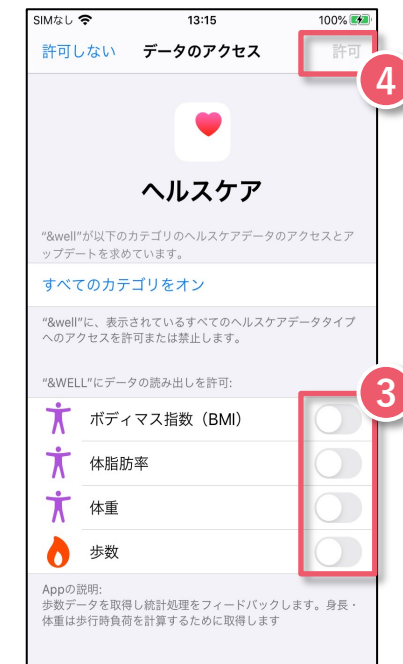 SIMなし 13:15 100%
許可しない データのアクセス 許可
4
ヘルスケア
"&well"が以下のカテゴリのヘルスケアデータのアクセスとア
ップデートを求めています。
すべてのカテゴリをオン
"&well"に、表示されているすべてのヘルスケアデータタイプ
へのアクセスを許可または禁止します。
"&WELL"にデータの読み出しを許可:
3
ボディマス指数（BMI）
体脂肪率
体重
歩数
Appの説明:
歩数データを取得し統計処理をフィードバックします。身長・
体重は歩行時負荷を計算するために取得します